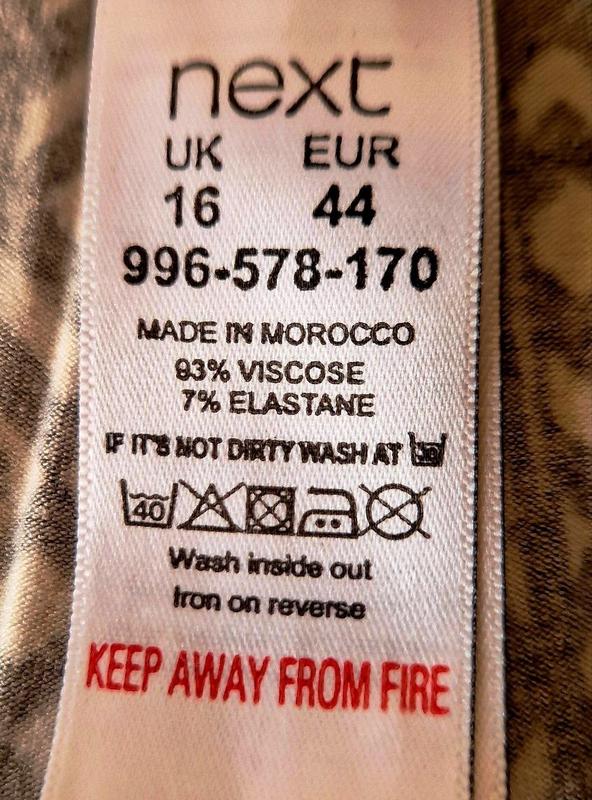 next
UK EUR
16 44
996-578-170
MADE IN MOROCCO
93% VISCOSE
7% ELASTANE
IF IT'S NOT DIRTY WASH AT 30
40
Wash inside out
Iron on reverse
KEEP AWAY FROM FIRE